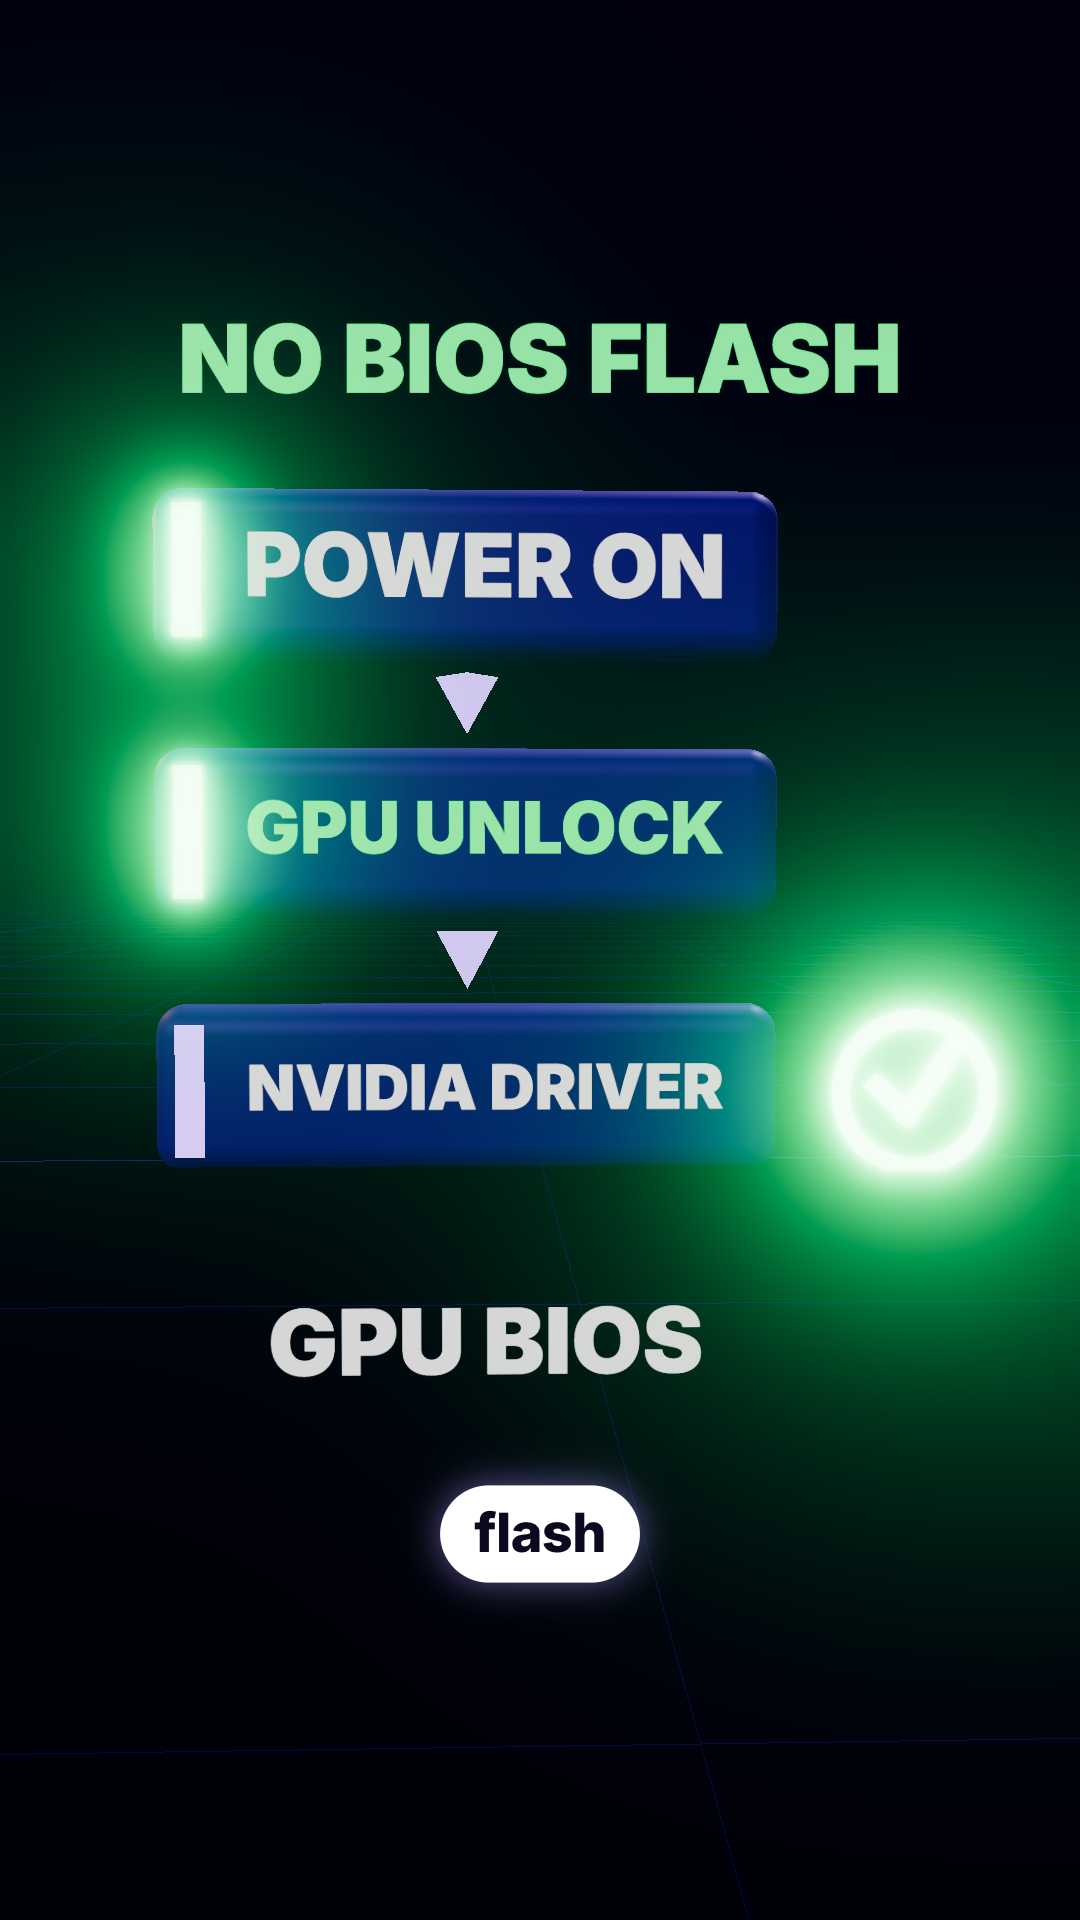 NO BIOS FLASH
POWER ON
GPU UNLOCK
NVIDIA DRIVER
GPU BIOS
flash